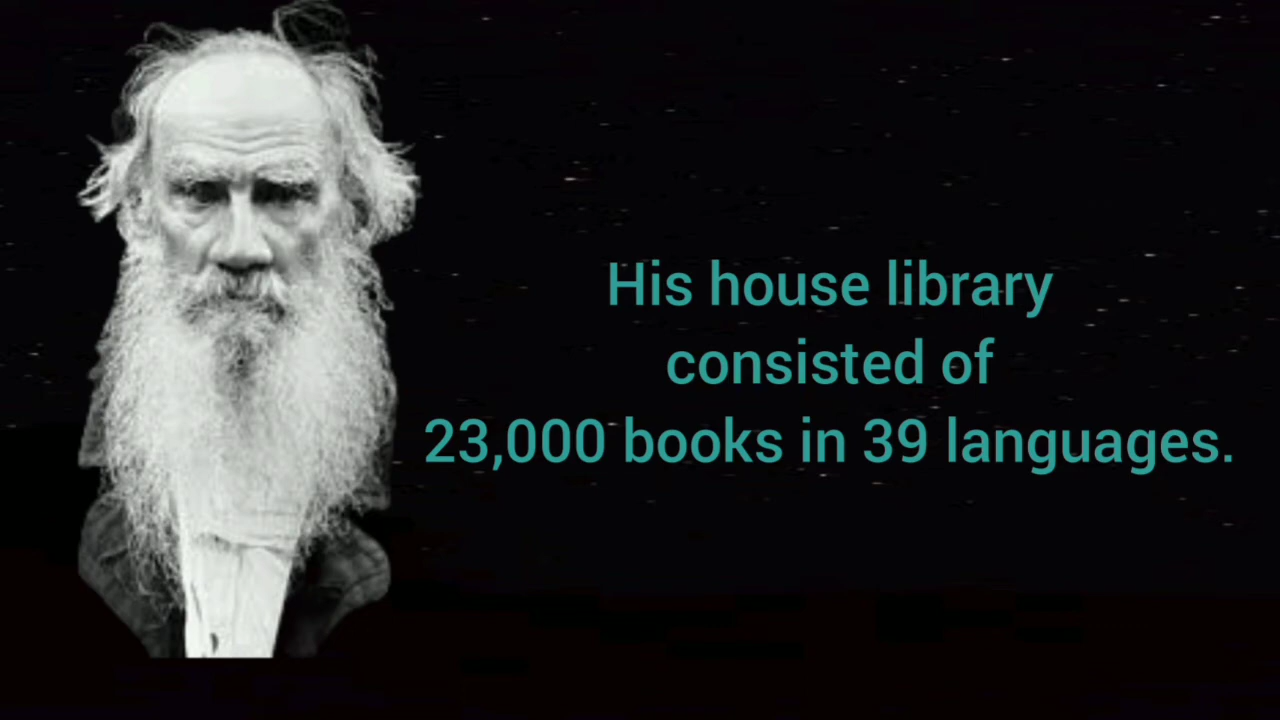 His house library
consisted of
23,000 books in 39 languages.